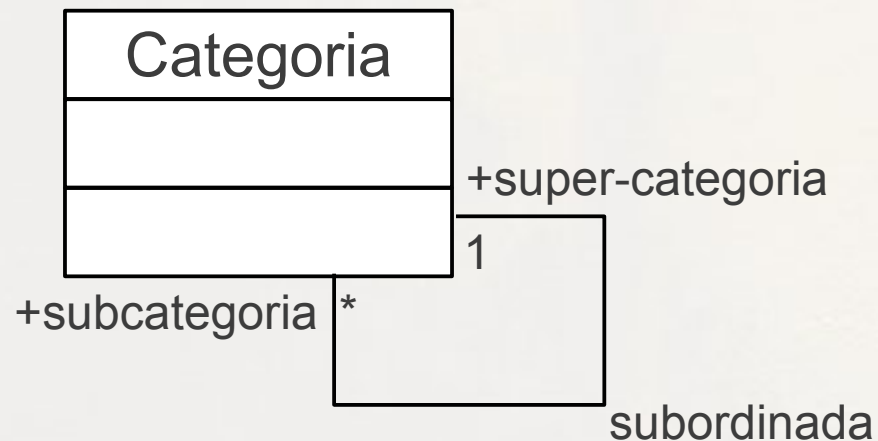 Categoria
+super-categoria
1
+subcategoria *
subordinada